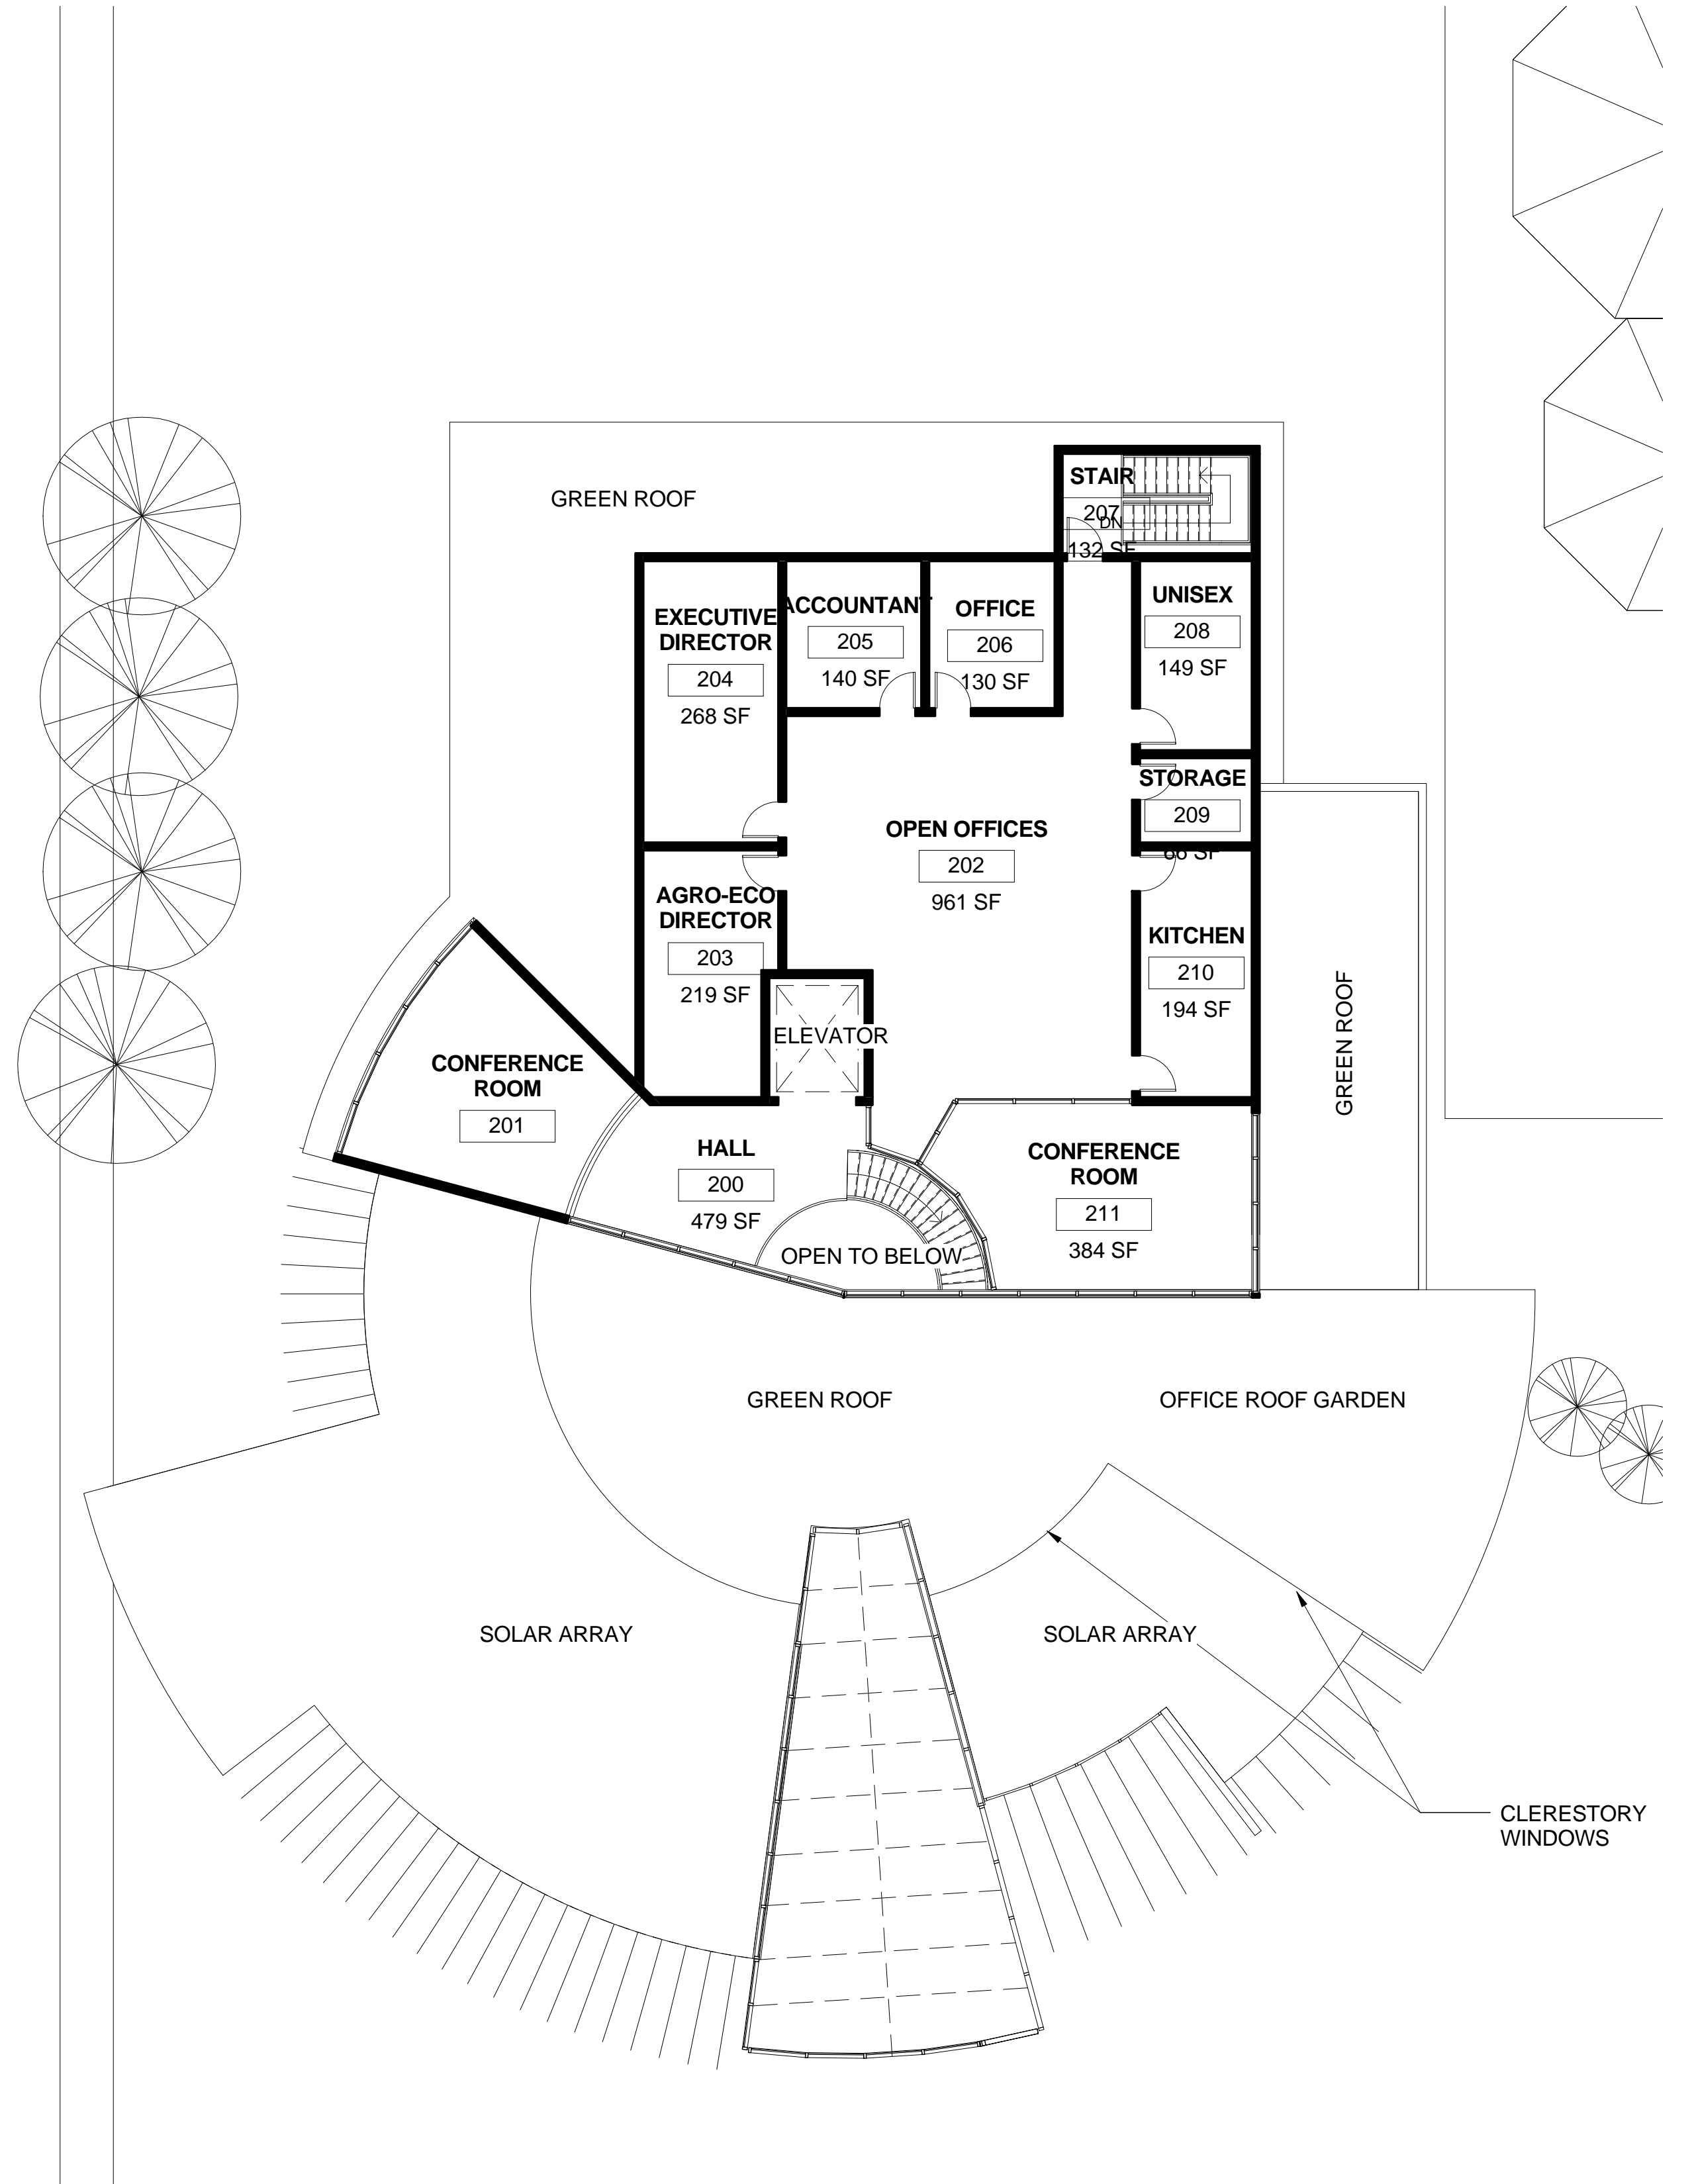 GREEN ROOF
STAIR
207
DN
132 SF
EXECUTIVE
DIRECTOR
204
268 SF
ACCOUNTANT
205
140 SF
OFFICE
206
130 SF
UNISEX
208
149 SF
STORAGE
209
66 SF
OPEN OFFICES
202
961 SF
AGRO-ECO
DIRECTOR
203
219 SF
KITCHEN
210
194 SF
GREEN ROOF
ELEVATOR
CONFERENCE
ROOM
201
HALL
200
479 SF
CONFERENCE
ROOM
211
384 SF
OPEN TO BELOW
GREEN ROOF
OFFICE ROOF GARDEN
SOLAR ARRAY
SOLAR ARRAY
CLERESTORY
WINDOWS